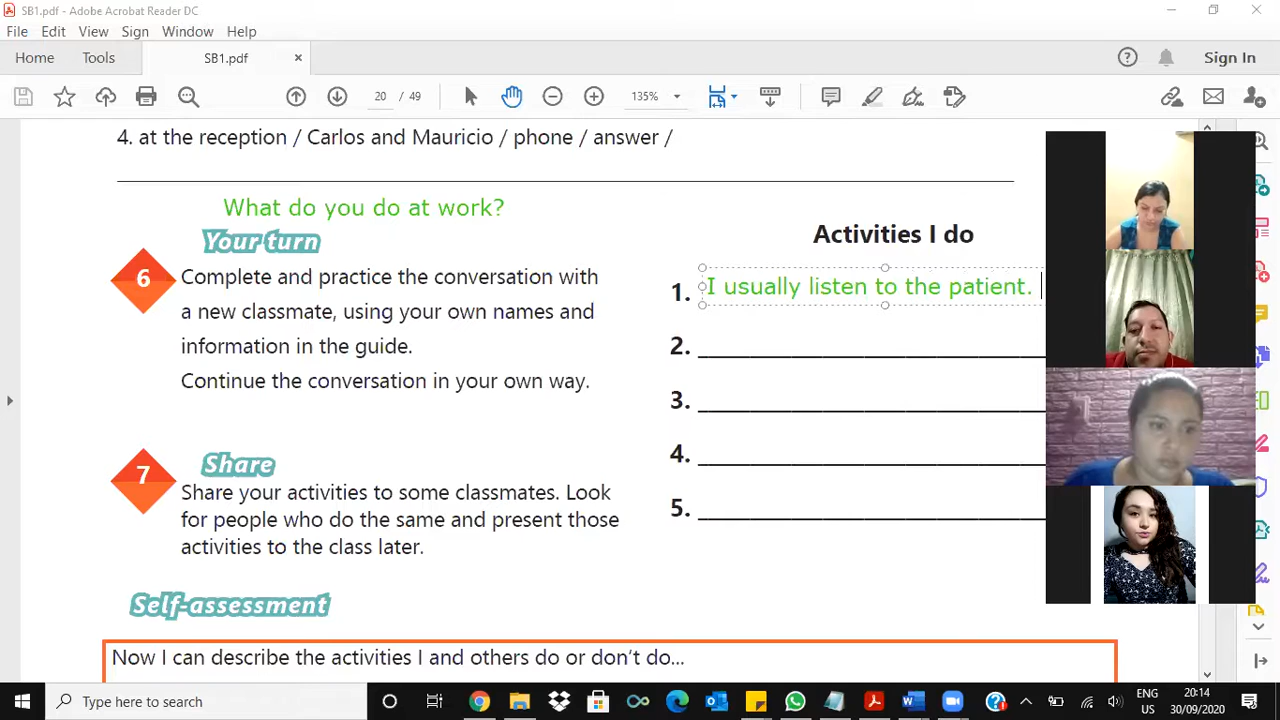 SB1.pdf - Adobe Acrobat Reader DC
File Edit View Sign Window Help
Home Tools SB1.pdf × Sign In
20 / 49 135%
4. at the reception / Carlos and Mauricio / phone / answer /
What do you do at work?
Your turn
6 Complete and practice the conversation with
a new classmate, using your own names and
information in the guide.
Continue the conversation in your own way.
Activities I do
1. I usually listen to the patient.
2.
3.
4.
5.
7 Share
Share your activities to some classmates. Look
for people who do the same and present those
activities to the class later.
Self-assessment
Now I can describe the activities I and others do or don't do...
Type here to search
ENG 20:14
US 30/09/2020